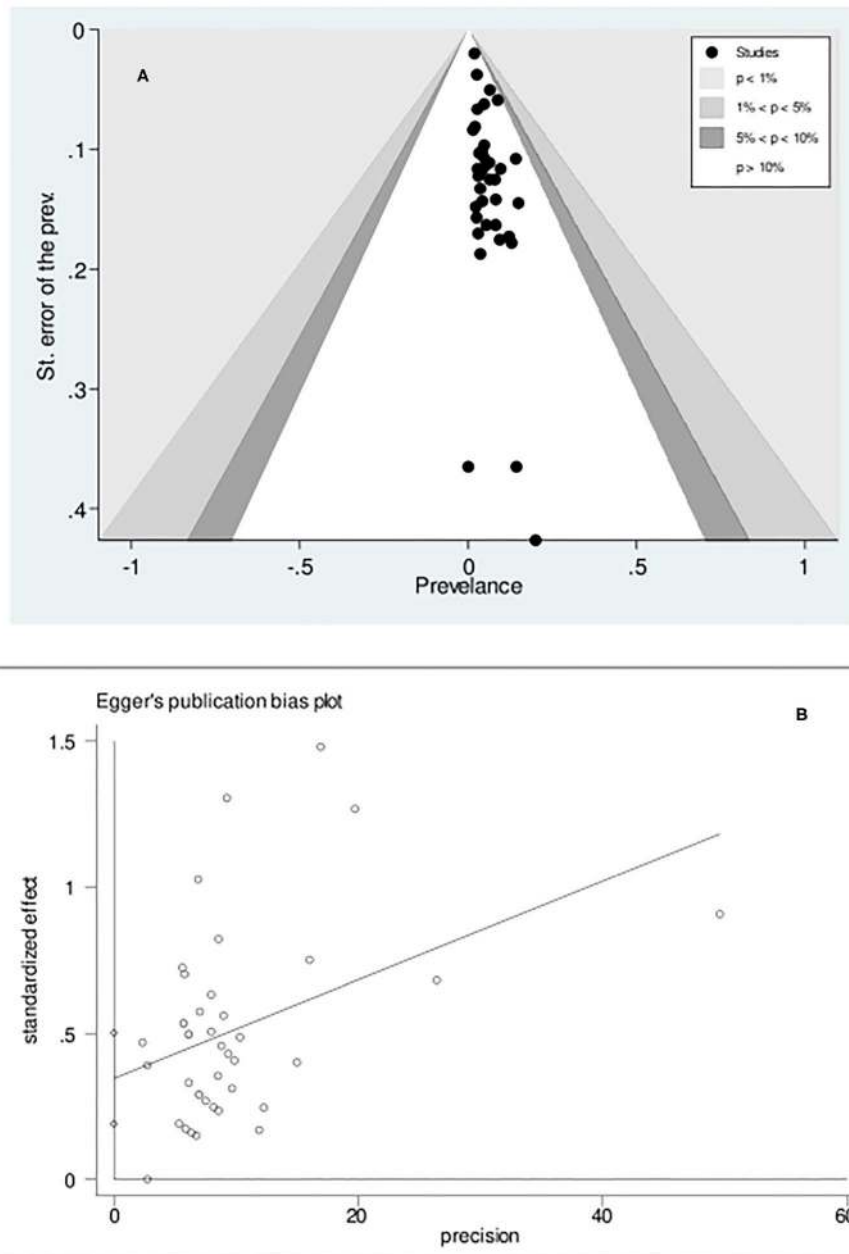 0
A
Studies
p < 1%
1% < p < 5%
5% < p < 10%
p > 10%
.1
.2
.3
.4
St. error of the prev.
-1
-.5
0
.5
1
Prevelance
Egger's publication bias plot
B
1.5
1
.5
0
standardized effect
0
20
40
60
precision